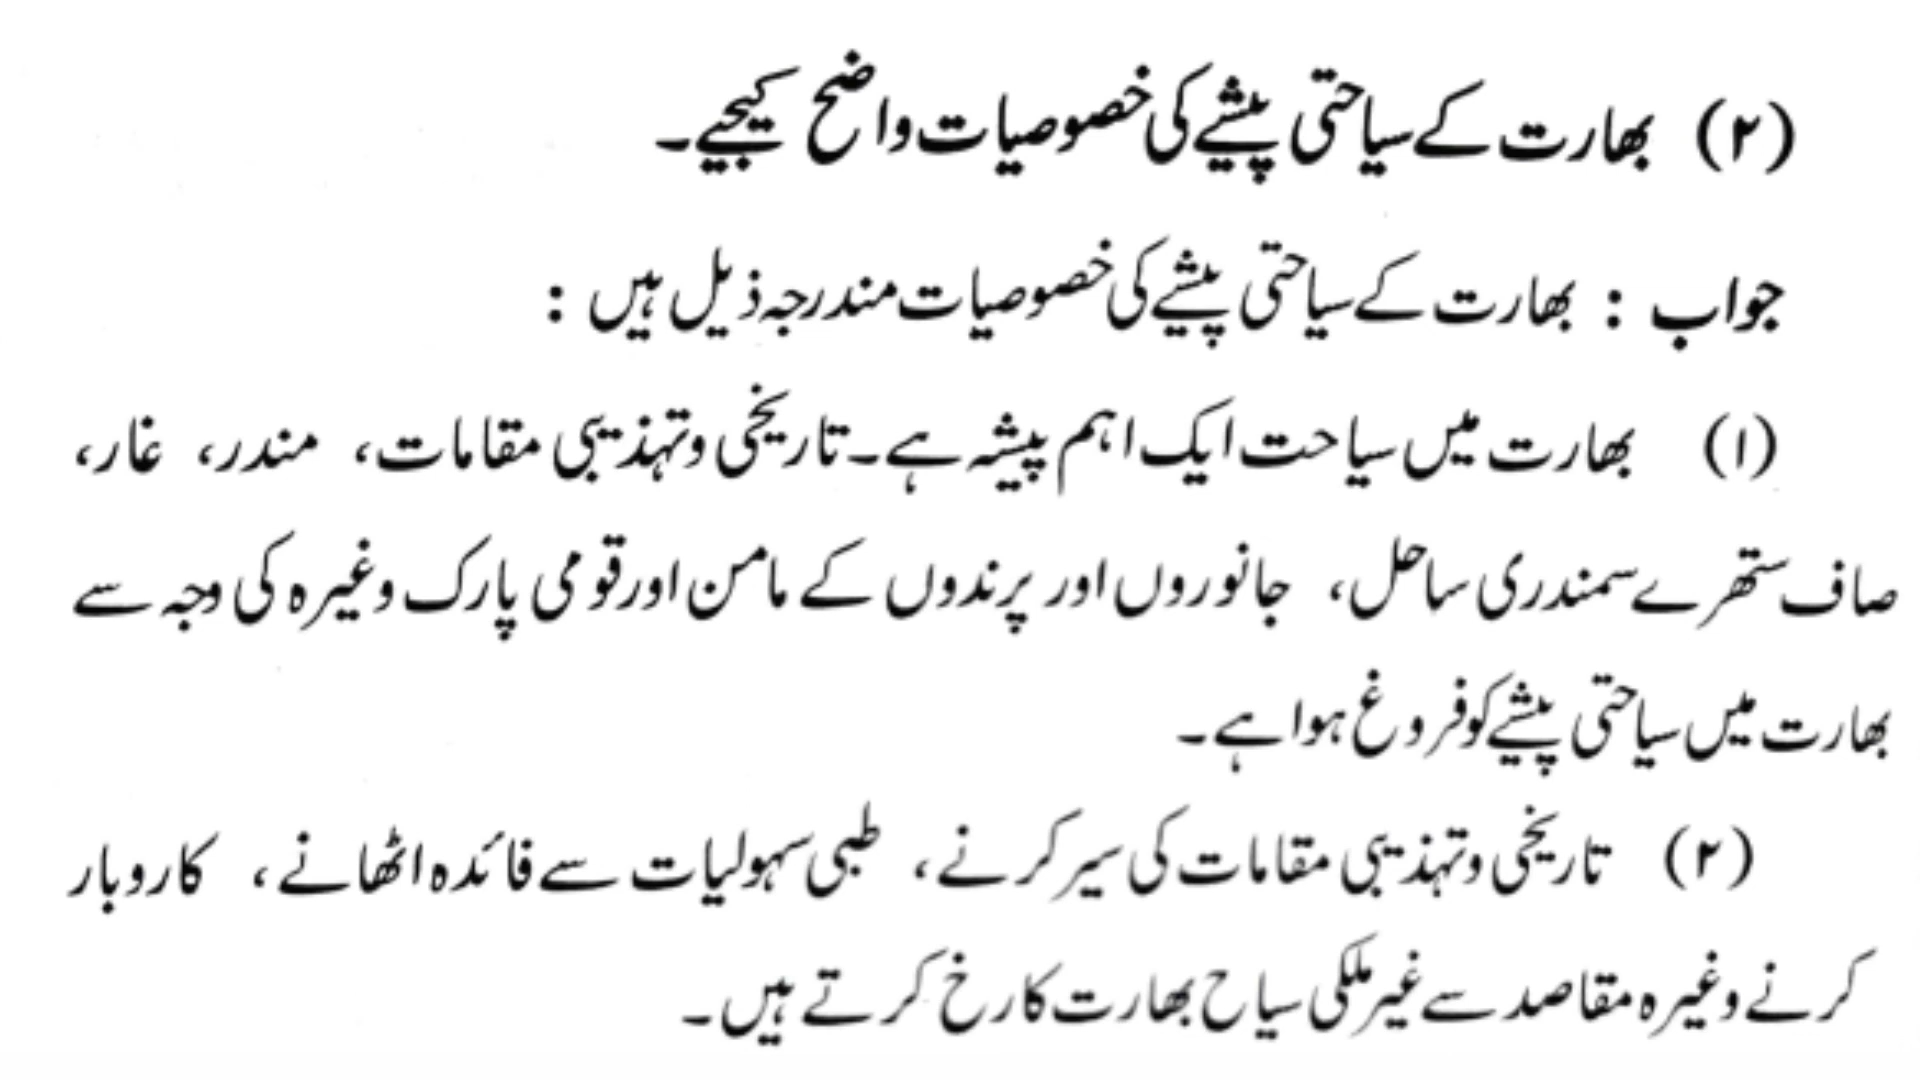 (۲) بھارت کے سیاحتی پیشے کی خصوصیات واضح کیجیے۔
جواب : بھارت کے سیاحتی پیشے کی خصوصیات مندرجہ ذیل ہیں :
(۱) بھارت میں سیاحت ایک اہم پیشہ ہے۔ تاریخی و تہذیبی مقامات، مندر، غار،
صاف ستھرے سمندری ساحل، جانوروں اور پرندوں کے مامن اور قومی پارک وغیرہ کی وجہ سے
بھارت میں سیاحتی پیشے کو فروغ ہوا ہے۔
(۲) تاریخی و تہذیبی مقامات کی سیر کرنے، طبی سہولیات سے فائدہ اٹھانے، کاروبار
کرنے وغیرہ مقاصد سے غیر ملکی سیاح بھارت کا رخ کرتے ہیں۔